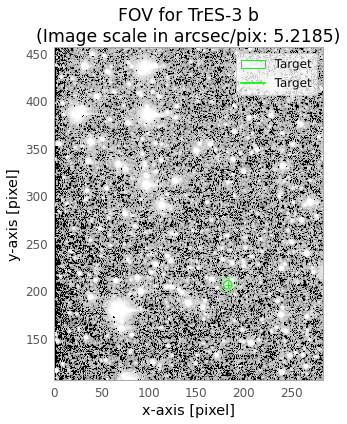 FOV for TrES-3 b
(Image scale in arcsec/pix: 5.2185)
Target
Target
450
400
350
300
250
200
150
y-axis [pixel]
0 50 100 150 200 250
x-axis [pixel]